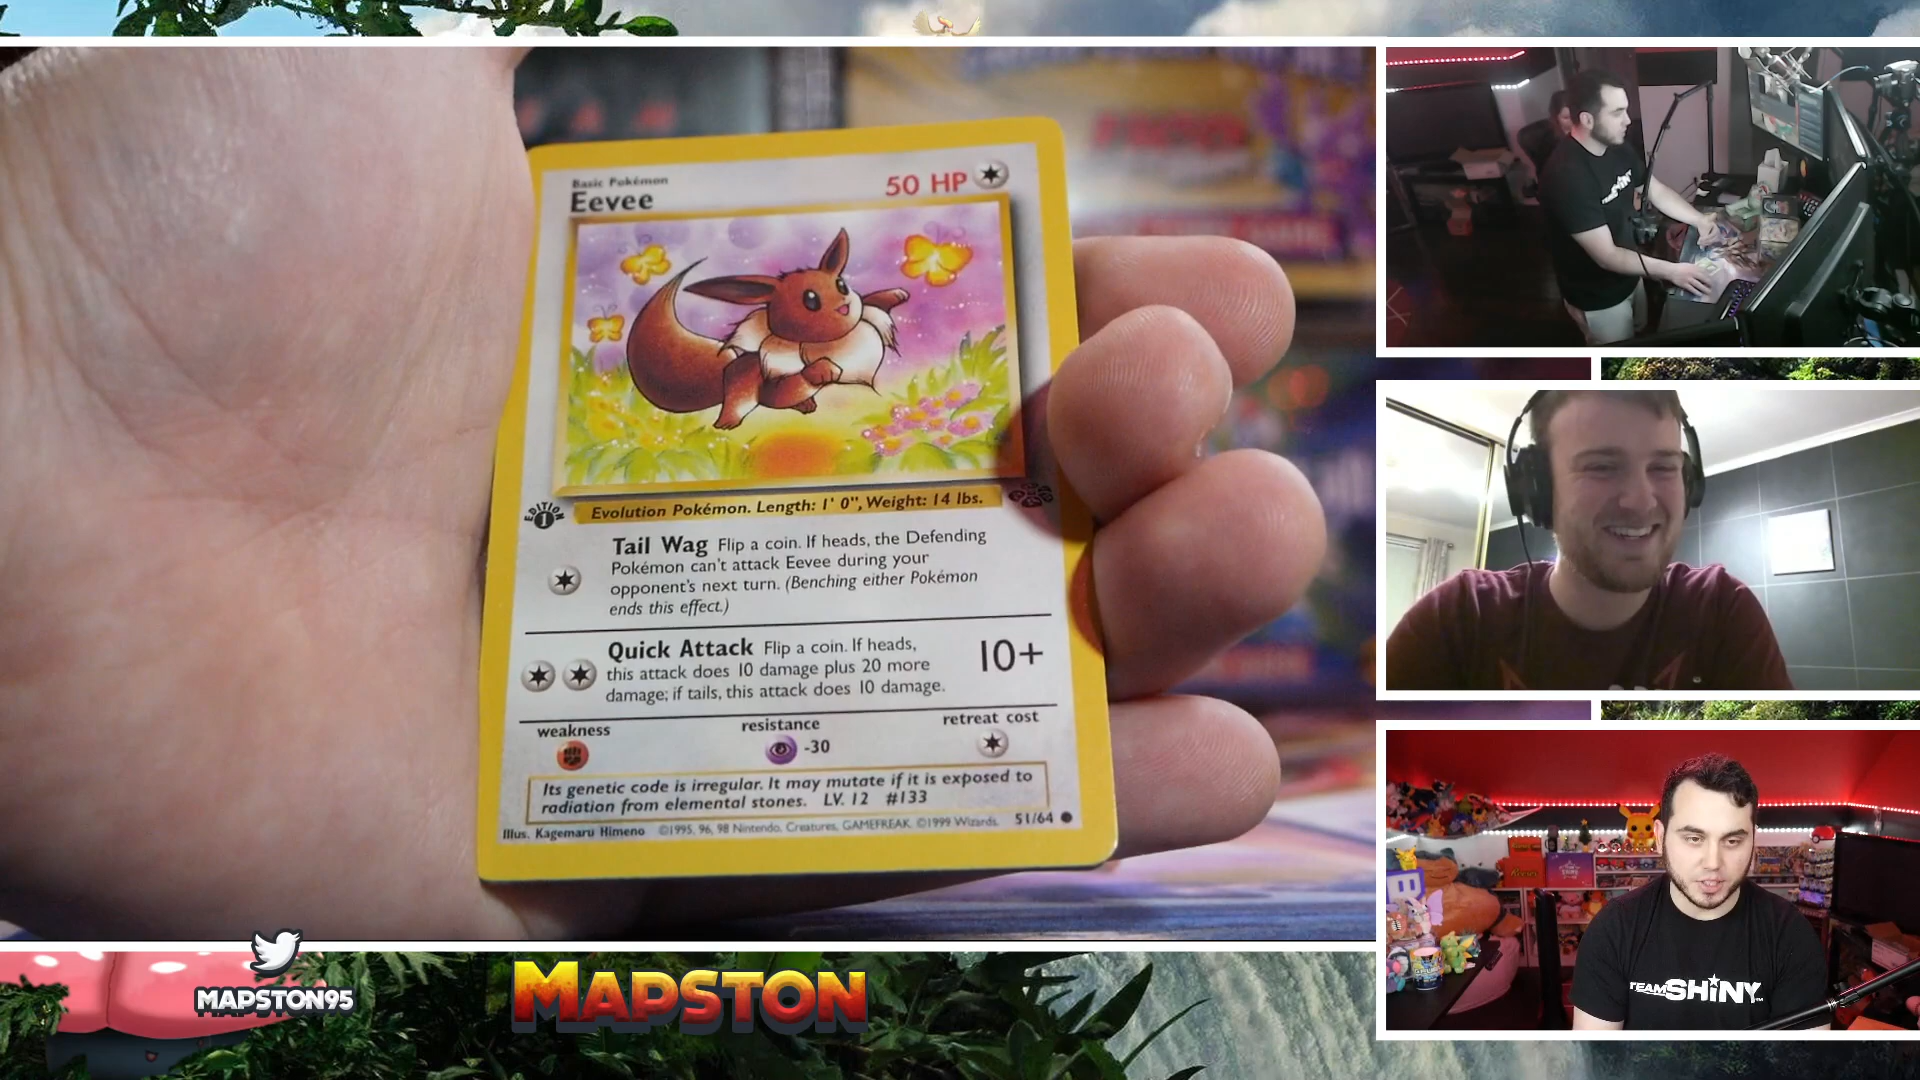 Basic Pokémon
Eevee
50 HP
EDITION
1
Evolution Pokémon. Length: 1' 0", Weight: 14 lbs.
Tail Wag Flip a coin. If heads, the Defending
Pokémon can't attack Eevee during your
opponent's next turn. (Benching either Pokémon
ends this effect.)
Quick Attack Flip a coin. If heads,
this attack does 10 damage plus 20 more
damage; if tails, this attack does 10 damage.
10+
weakness
resistance
retreat cost
-30
Its genetic code is irregular. It may mutate if it is exposed to
radiation from elemental stones. LV. 12 #133
Illus. Kagemaru Himeno ©1995, 96, 98 Nintendo, Creatures, GAMEFREAK. ©1999 Wizards. 51/64
MAPSTON95
MAPSTON
SHINY
TEAM SHINY